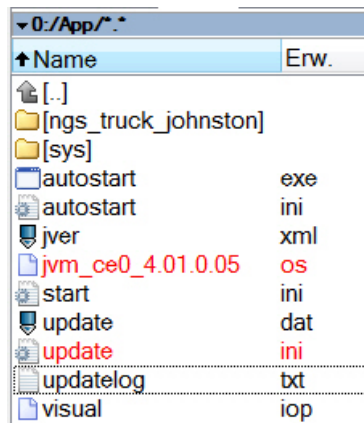 0:/App/*.*
Name Erw.
[..]
[ngs_truck_johnston]
[sys]
autostart exe
autostart ini
jver xml
jvm_ce0_4.01.0.05 os
start ini
update dat
update ini
updatelog txt
visual iop